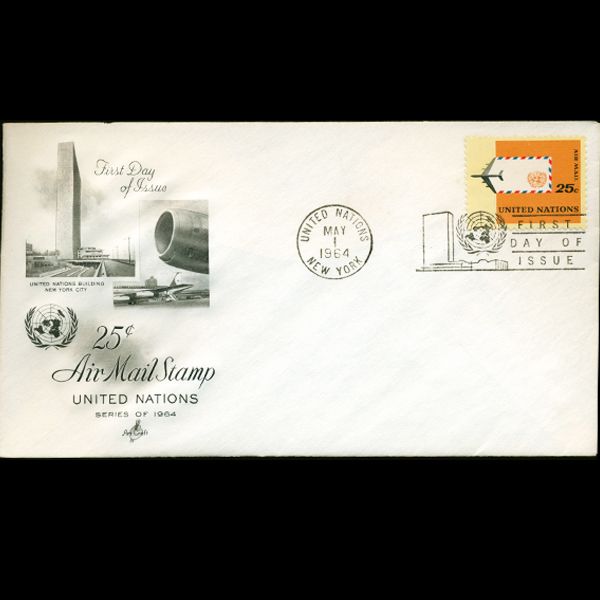 First Day
of Issue
UNITED NATIONS BUILDING
NEW YORK CITY
25¢
Air Mail Stamp
UNITED NATIONS
SERIES OF 1964
ArtCraft
UNITED NATIONS
MAY
1
1964
NEW YORK
AIR MAIL
25c
UNITED NATIONS
FIRST
DAY OF
ISSUE